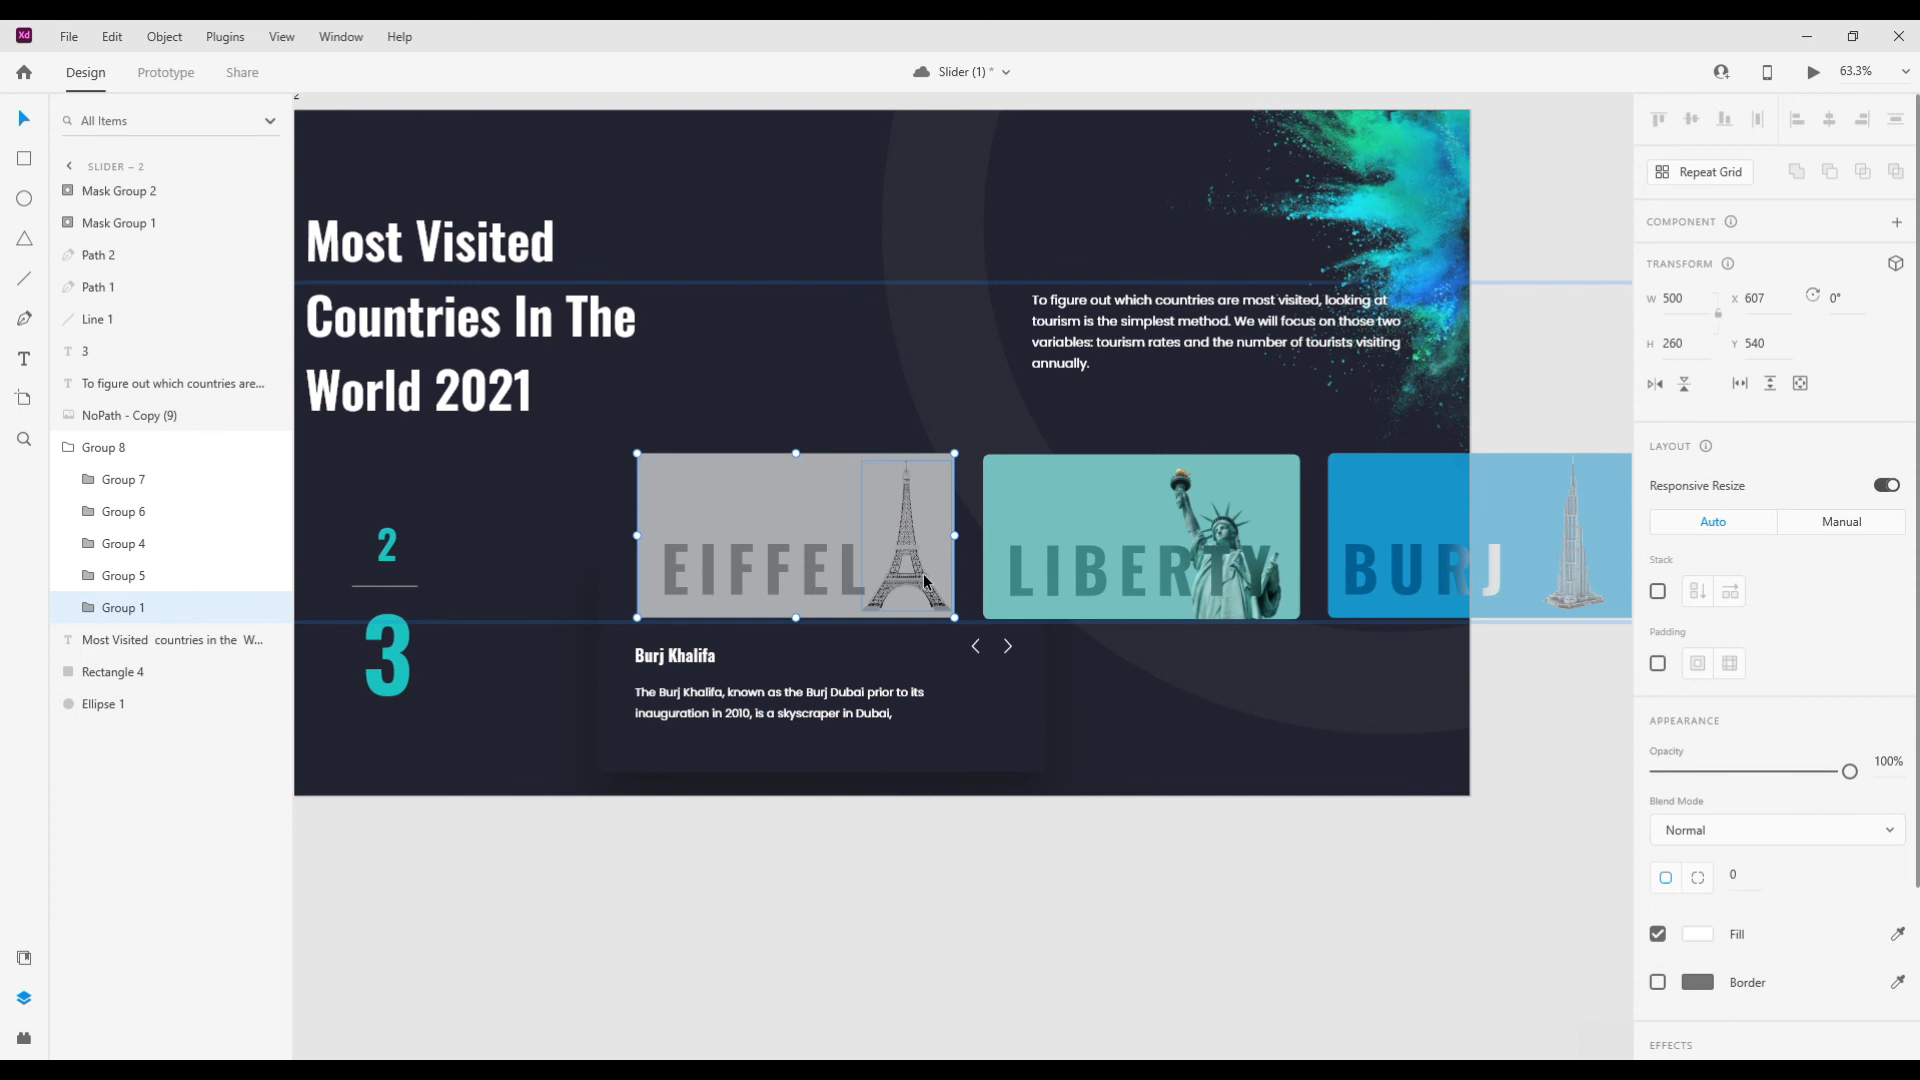 Xd
File Edit Object Plugins View Window Help
Design Prototype Share
Slider (1) *
63.3%
All Items
SLIDER – 2
Mask Group 2
Mask Group 1
Path 2
Path 1
Line 1
T 3
T To figure out which countries are...
NoPath - Copy (9)
Group 8
Group 7
Group 6
Group 4
Group 5
Group 1
T Most Visited countries in the W...
Rectangle 4
Ellipse 1
2
Most Visited
Countries In The
World 2021
To figure out which countries are most visited, looking at
tourism is the simplest method. We will focus on those two
variables: tourism rates and the number of tourists visiting
annually.
2
3
EIFFEL
LIBERTY
BURJ
Burj Khalifa
The Burj Khalifa, known as the Burj Dubai prior to its
inauguration in 2010, is a skyscraper in Dubai,
Repeat Grid
COMPONENT
TRANSFORM
W 500 X 607 0°
H 260 Y 540
LAYOUT
Responsive Resize
Auto Manual
Stack
Padding
APPEARANCE
Opacity
100%
Blend Mode
Normal
0
Fill
Border
EFFECTS